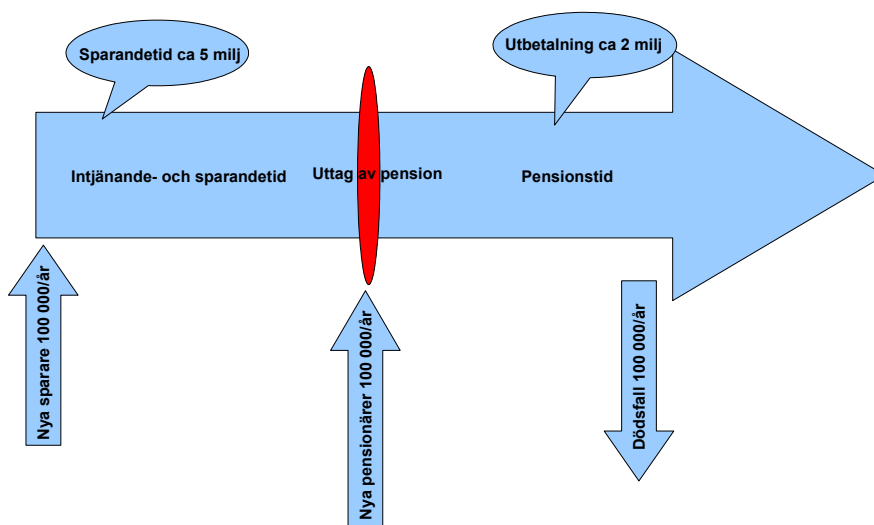 Sparandetid ca 5 milj
Utbetalning ca 2 milj
Intjänande- och sparandetid
Uttag av pension
Pensionstid
Nya sparare 100 000/år
Nya pensionärer 100 000/år
Dödsfall 100 000/år